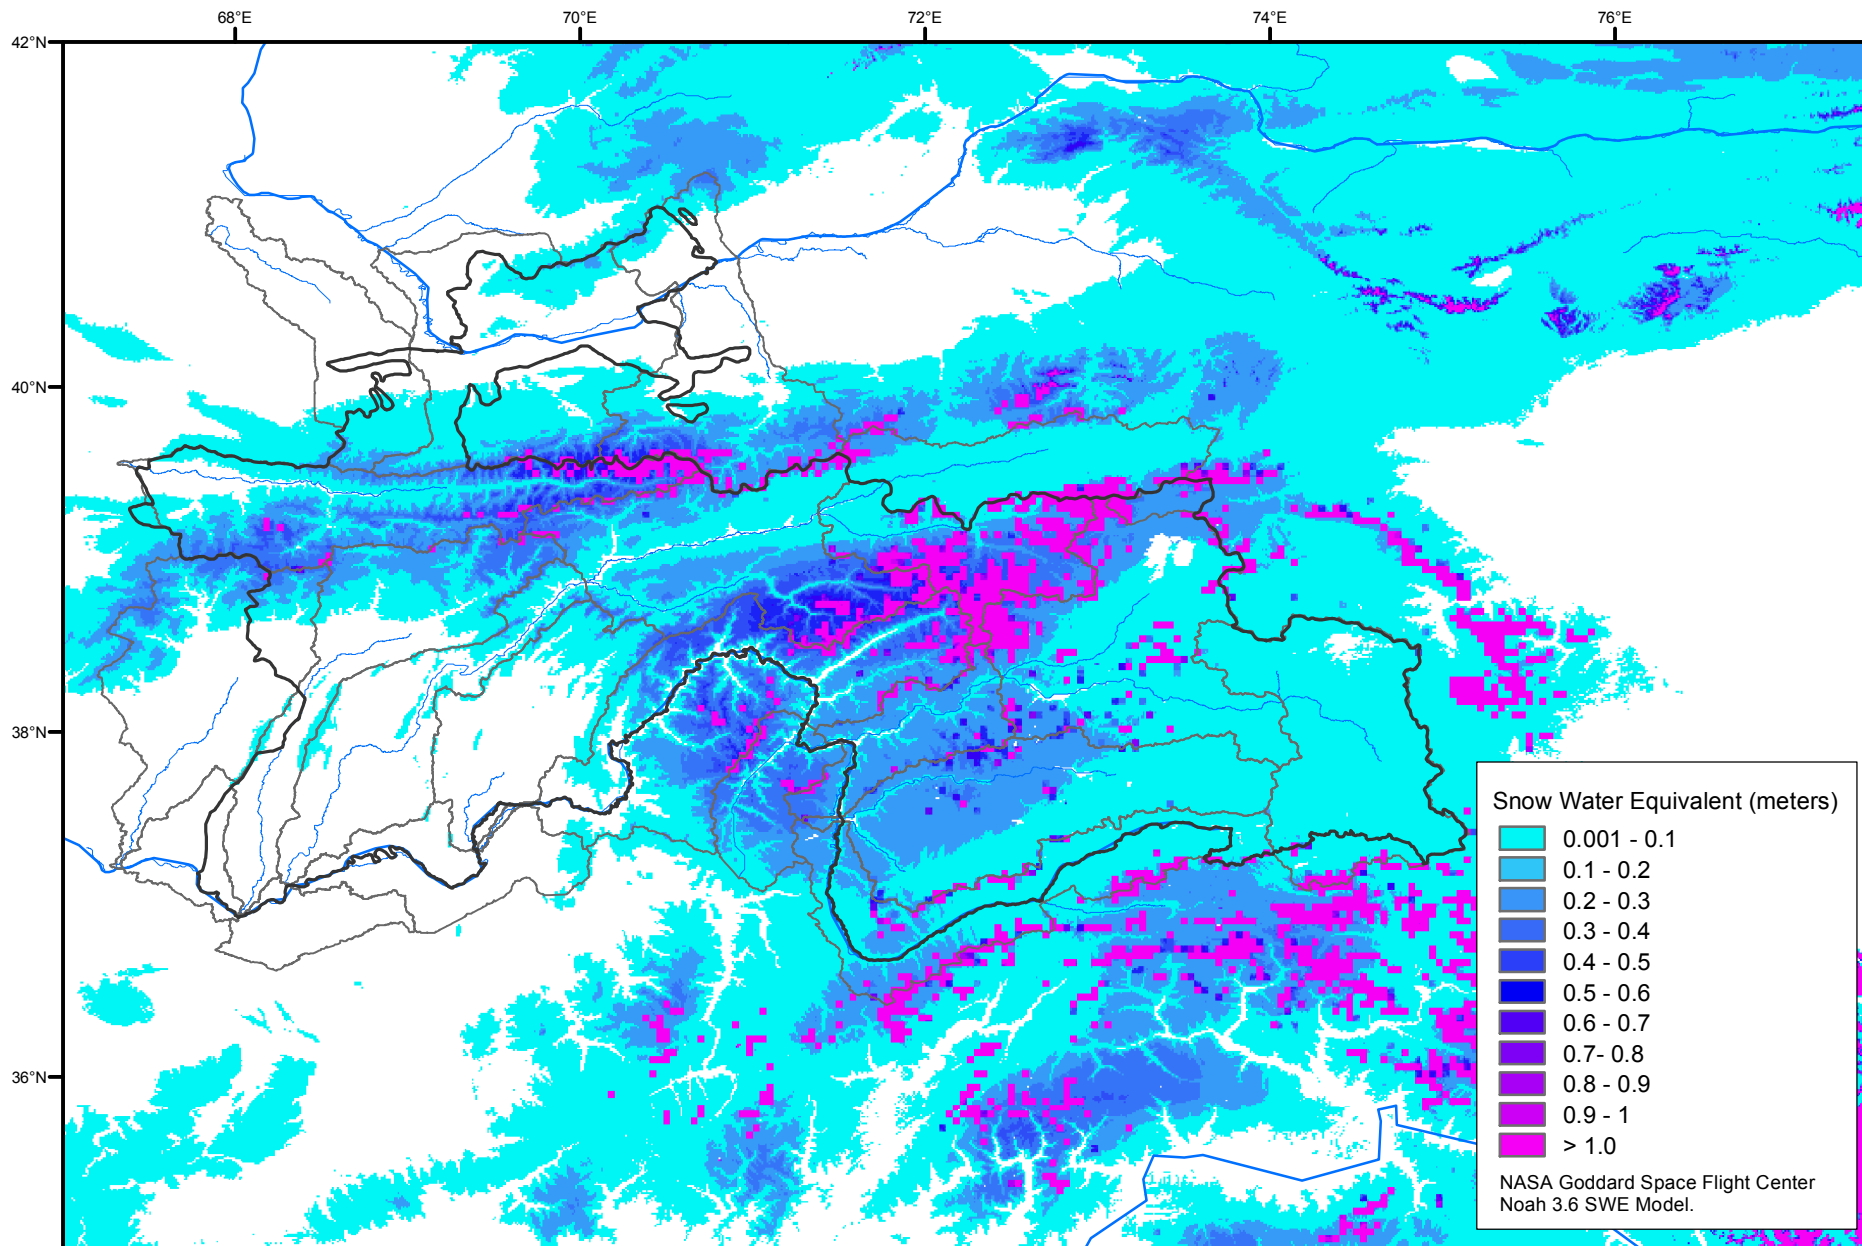 68°E 70°E 72°E 74°E 76°E
42°N
40°N
38°N
36°N
Snow Water Equivalent (meters)
0.001 - 0.1
0.1 - 0.2
0.2 - 0.3
0.3 - 0.4
0.4 - 0.5
0.5 - 0.6
0.6 - 0.7
0.7- 0.8
0.8 - 0.9
0.9 - 1
> 1.0
NASA Goddard Space Flight Center
Noah 3.6 SWE Model.